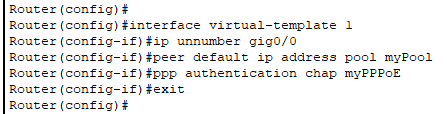 Router(config)#
Router(config)#interface virtual-template 1
Router(config-if)#ip unnumber gig0/0
Router(config-if)#peer default ip address pool myPool
Router(config-if)#ppp authentication chap myPPPoE
Router(config-if)#exit
Router(config)#